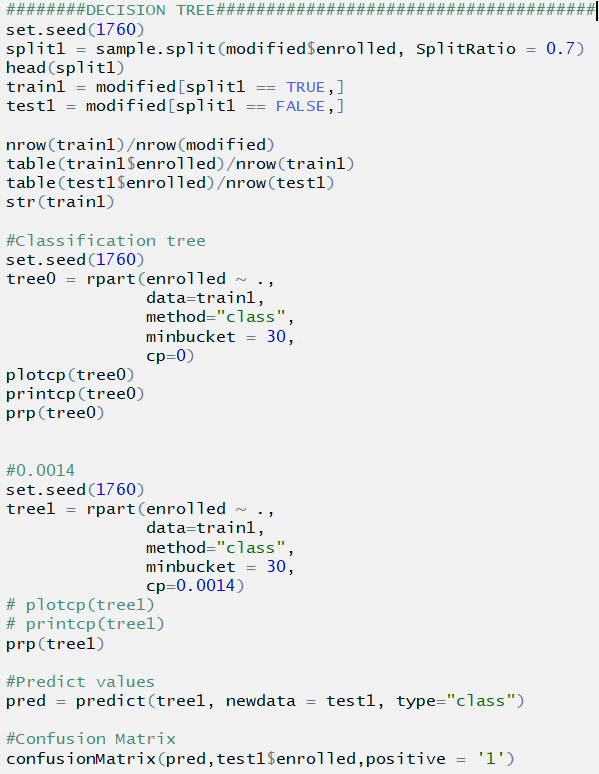 ########DECISION TREE######################################
set.seed(1760)
split1 = sample.split(modified$enrolled, SplitRatio = 0.7)
head(split1)
train1 = modified[split1 == TRUE,]
test1 = modified[split1 == FALSE,]
nrow(train1)/nrow(modified)
table(train1$enrolled)/nrow(train1)
table(test1$enrolled)/nrow(test1)
str(train1)
#Classification tree
set.seed(1760)
tree0 = rpart(enrolled ~ .,
data=train1,
method="class",
minbucket = 30,
cp=0)
plotcp(tree0)
printcp(tree0)
prp(tree0)
#0.0014
set.seed(1760)
tree1 = rpart(enrolled ~ .,
data=train1,
method="class",
minbucket = 30,
cp=0.0014)
# plotcp(tree1)
# printcp(tree1)
prp(tree1)
#Predict values
pred = predict(tree1, newdata = test1, type="class")
#Confusion Matrix
confusionMatrix(pred,test1$enrolled,positive = '1')